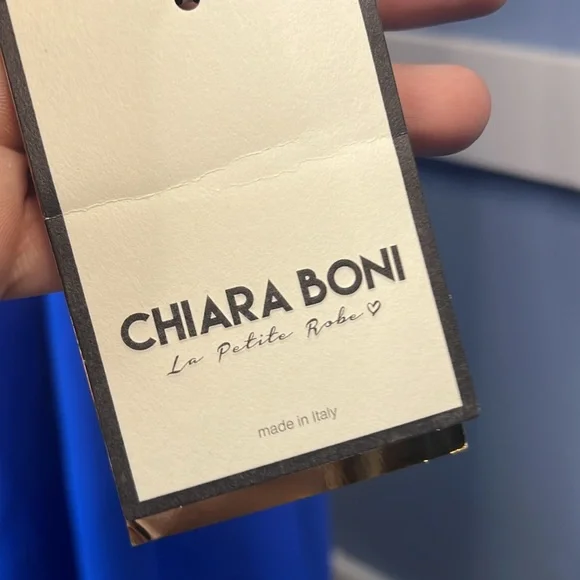 CHIARA BONI
La Petite Robe ♡
made in Italy